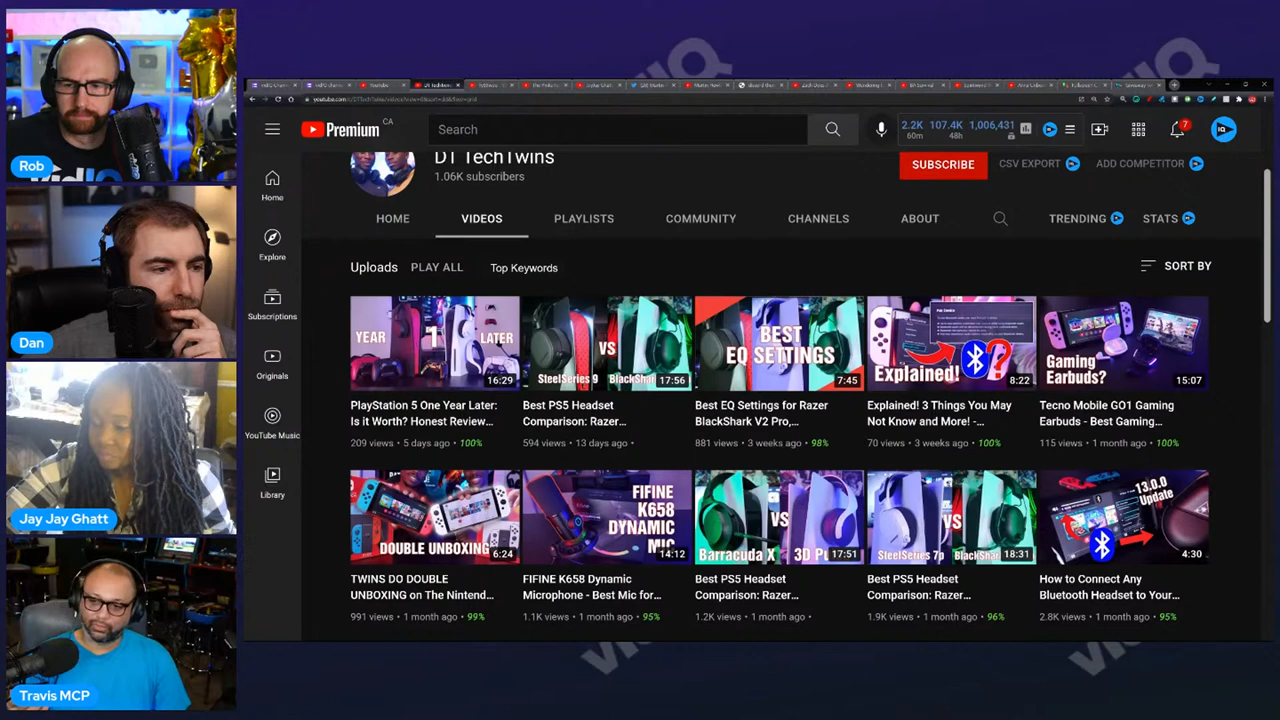 Rob
Dan
Jay Jay Ghatt
Travis MCP
Premium
CA
Search
2.2K
60m
107.4K
48h
1,006,431
7
DT TechTwins
1.06K subscribers
SUBSCRIBE
CSV EXPORT
ADD COMPETITOR
Home
Explore
Subscriptions
Originals
YouTube Music
Library
HOME
VIDEOS
PLAYLISTS
COMMUNITY
CHANNELS
ABOUT
TRENDING
STATS
Uploads
PLAY ALL
Top Keywords
SORT BY
YEAR 1 LATER
16:29
PlayStation 5 One Year Later:
Is it Worth? Honest Review...
209 views • 5 days ago • 100%
VS
SteelSeries 9
BlackShar
17:56
Best PS5 Headset
Comparison: Razer...
594 views • 13 days ago •
BEST
EQ SETTINGS
7:45
Best EQ Settings for Razer
BlackShark V2 Pro,...
881 views • 3 weeks ago • 98%
Explained!
8:22
Explained! 3 Things You May
Not Know and More! -...
70 views • 3 weeks ago • 100%
Gaming
Earbuds?
15:07
Tecno Mobile GO1 Gaming
Earbuds - Best Gaming...
115 views • 1 month ago • 100%
DOUBLE UNBOXING
6:24
TWINS DO DOUBLE
UNBOXING on The Nintend...
991 views • 1 month ago • 99%
FIFINE
K658
DYNAMIC
MIC
14:12
FIFINE K658 Dynamic
Microphone - Best Mic for...
1.1K views • 1 month ago • 95%
VS
Barracuda X
3D P
17:51
Best PS5 Headset
Comparison: Razer...
1.2K views • 1 month ago •
VS
SteelSeries 7p
BlackShar
18:31
Best PS5 Headset
Comparison: Razer...
1.9K views • 1 month ago • 96%
13.0.0
Update
4:30
How to Connect Any
Bluetooth Headset to Your...
2.8K views • 1 month ago • 95%
vidIQ
vidIQ
vidIQ